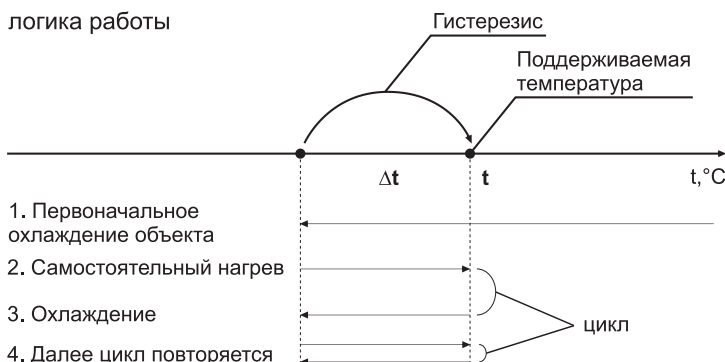 логика работы
Гистерезис
Поддерживаемая
температура
Δt
t
t,°C
1. Первоначальное
охлаждение объекта
2. Самостоятельный нагрев
3. Охлаждение
цикл
4. Далее цикл повторяется